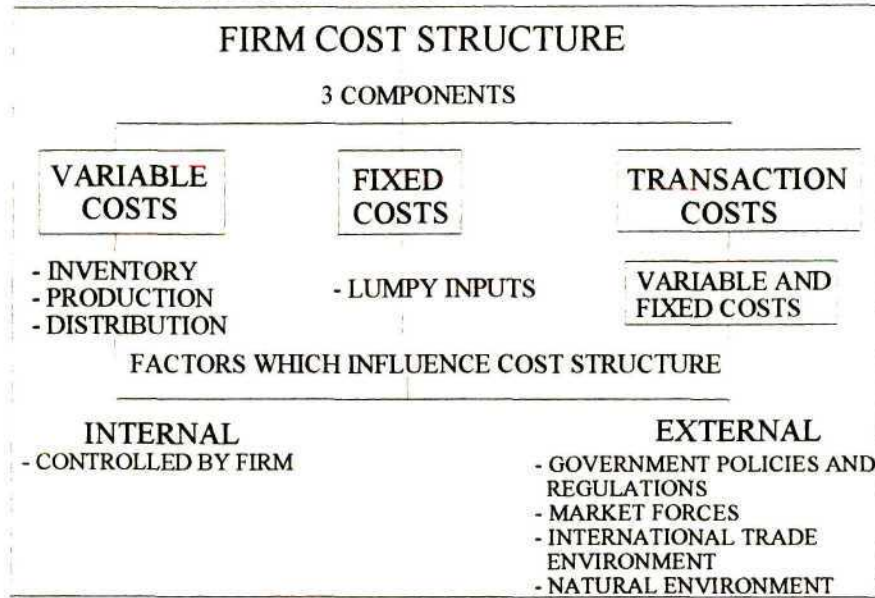 FIRM COST STRUCTURE
3 COMPONENTS
VARIABLE
COSTS
- INVENTORY
- PRODUCTION
- DISTRIBUTION
FIXED
COSTS
- LUMPY INPUTS
TRANSACTION
COSTS
VARIABLE AND
FIXED COSTS
FACTORS WHICH INFLUENCE COST STRUCTURE
INTERNAL
- CONTROLLED BY FIRM
EXTERNAL
- GOVERNMENT POLICIES AND
REGULATIONS
- MARKET FORCES
- INTERNATIONAL TRADE
ENVIRONMENT
- NATURAL ENVIRONMENT